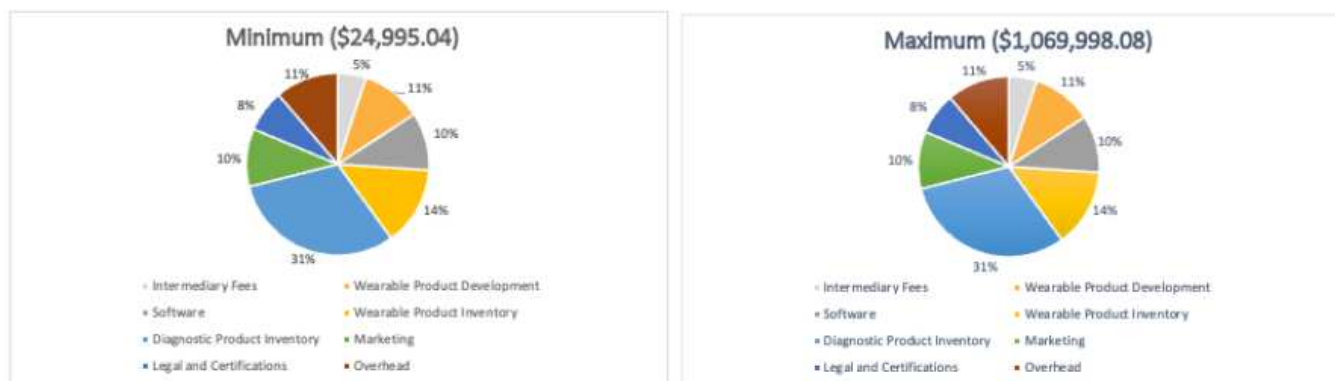 Minimum ($24,995.04)
5%
11%
10%
14%
31%
10%
8%
11%
Intermediary Fees
Wearable Product Development
Software
Wearable Product Inventory
Diagnostic Product Inventory
Marketing
Legal and Certifications
Overhead
Maximum ($1,069,998.08)
5%
11%
10%
14%
31%
10%
8%
11%
Intermediary Fees
Wearable Product Development
Software
Wearable Product Inventory
Diagnostic Product Inventory
Marketing
Legal and Certifications
Overhead